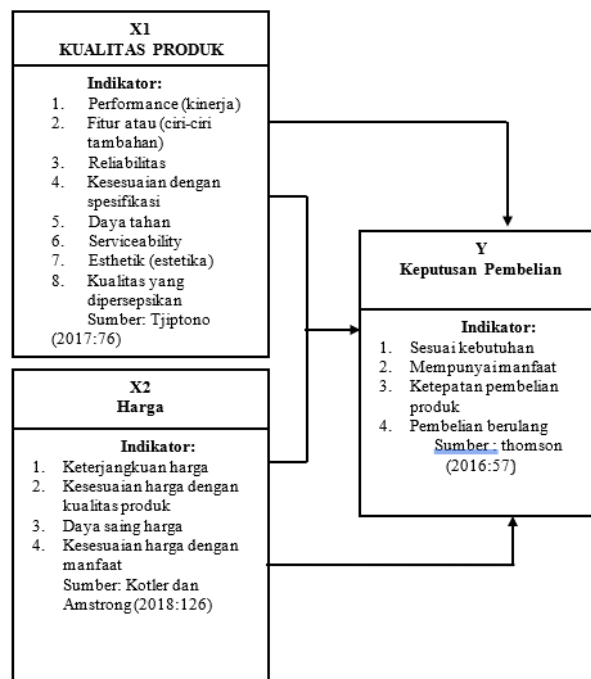 X1
KUALITAS PRODUK
Indikator:
1. Performance (kinerja)
2. Fitur atau (ciri-ciri
tambahan)
3. Reliabilitas
4. Kesesuaian dengan
spesifikasi
5. Daya tahan
6. Serviceability
7. Esthetik (estetika)
8. Kualitas yang
dipersepsikan
Sumber: Tjiptono
(2017:76)
X2
Harga
Indikator:
1. Keterjangkuan harga
2. Kesesuaian harga dengan
kualitas produk
3. Daya saing harga
4. Kesesuaian harga dengan
manfaat
Sumber: Kotler dan
Amstrong (2018:126)
Y
Keputusan Pembelian
Indikator:
1. Sesuai kebutuhan
2. Mempunyai manfaat
3. Ketepatan pembelian
produk
4. Pembelian berulang
Sumber : thomson
(2016:57)